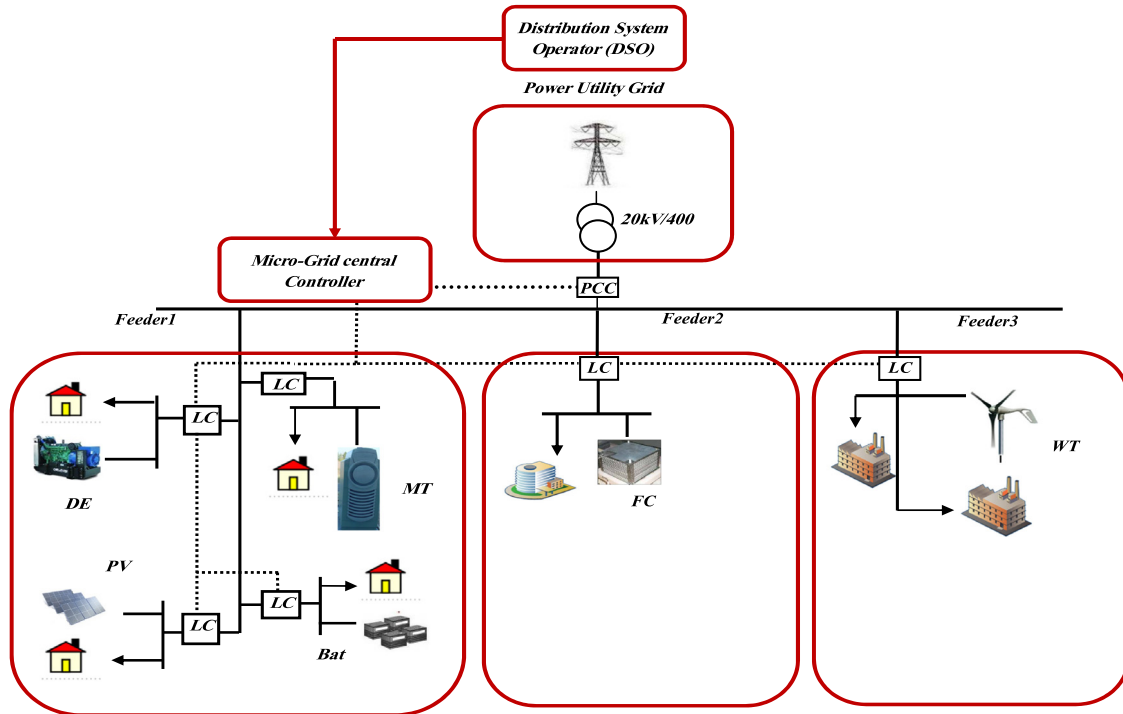 Distribution System
Operator (DSO)
Power Utility Grid
20kV/400
Micro-Grid central
Controller
PCC
Feeder1
Feeder2
Feeder3
LC
LC
LC
LC
WT
DE
MT
FC
PV
LC
LC
Bat